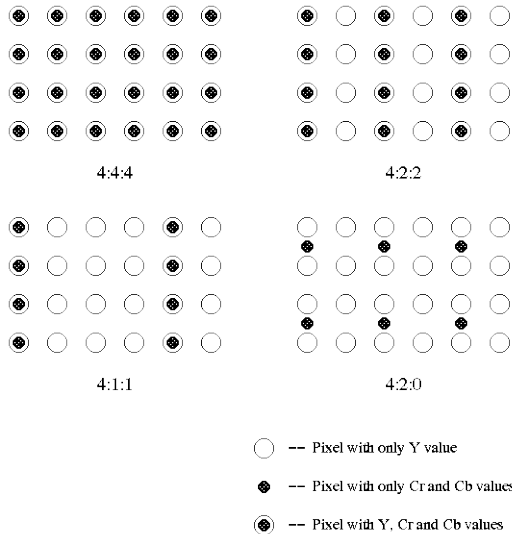 4:4:4
4:2:2
4:1:1
4:2:0
-- Pixel with only Y value
-- Pixel with only Cr and Cb values
-- Pixel with Y, Cr and Cb values